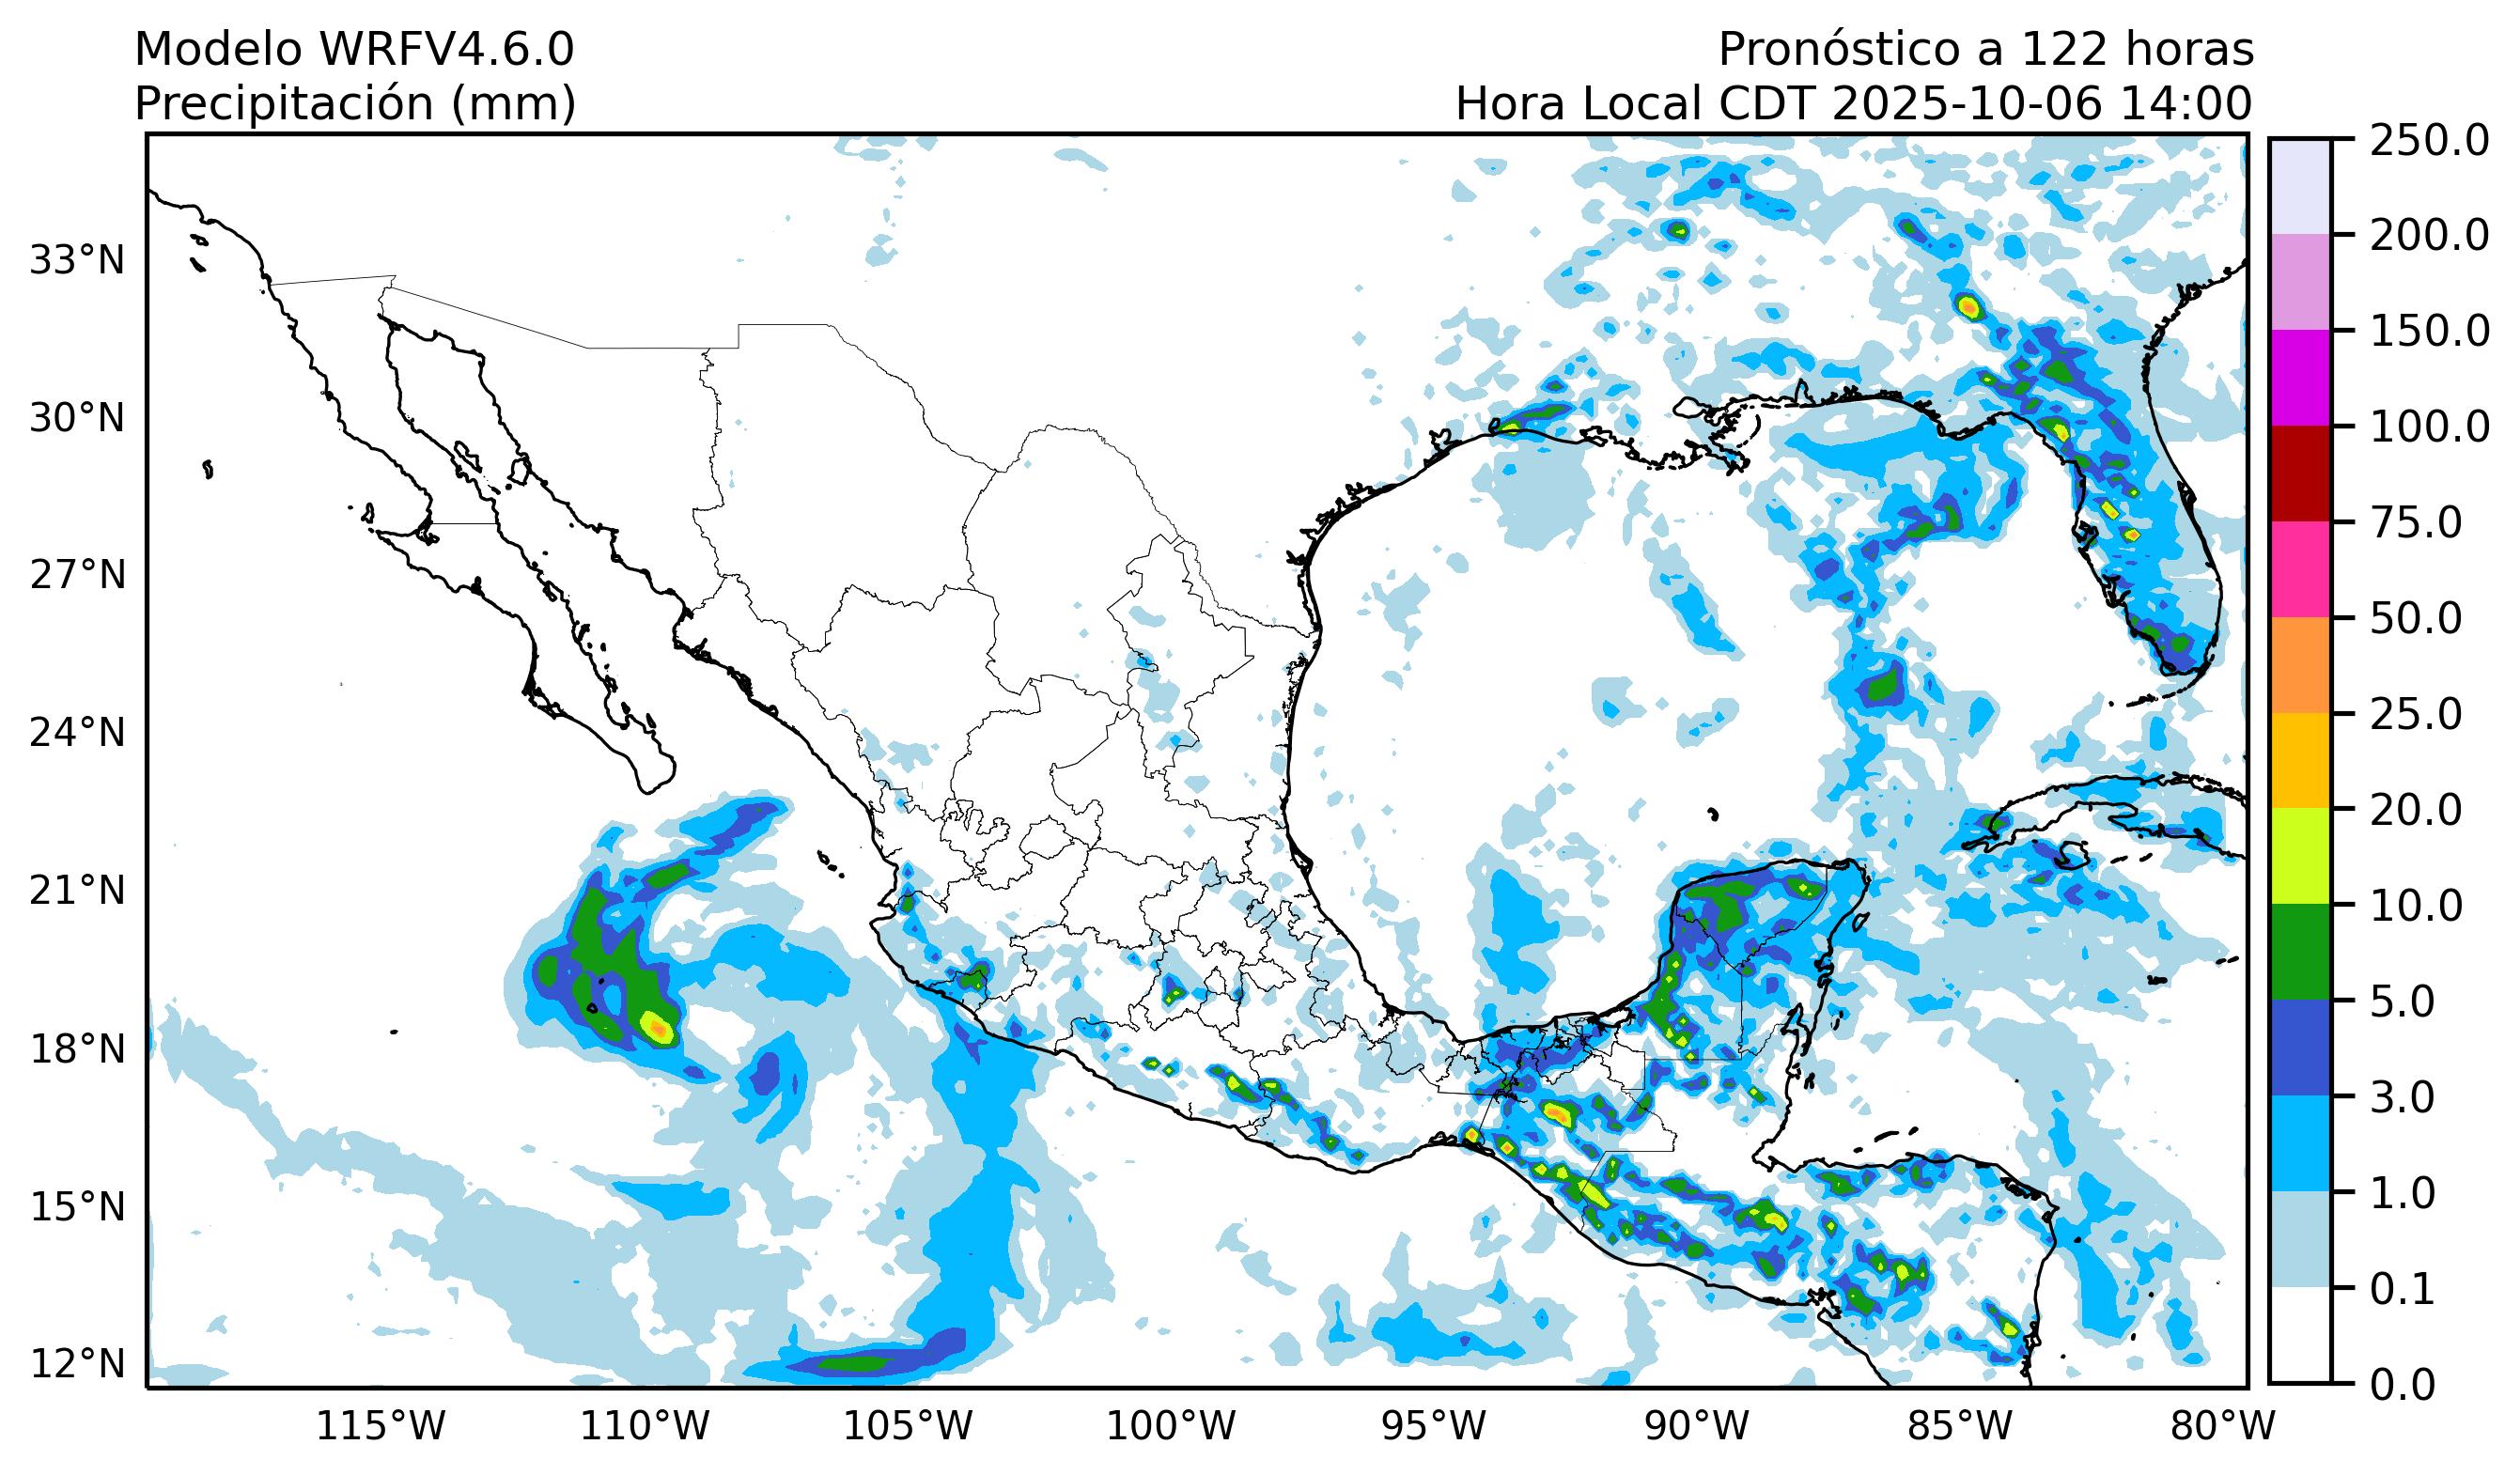 Modelo WRFV4.6.0
Precipitación (mm)
Pronóstico a 122 horas
Hora Local CDT 2025-10-06 14:00
33°N
30°N
27°N
24°N
21°N
18°N
15°N
12°N
115°W
110°W
105°W
100°W
95°W
90°W
85°W
80°W
250.0
200.0
150.0
100.0
75.0
50.0
25.0
20.0
10.0
5.0
3.0
1.0
0.1
0.0